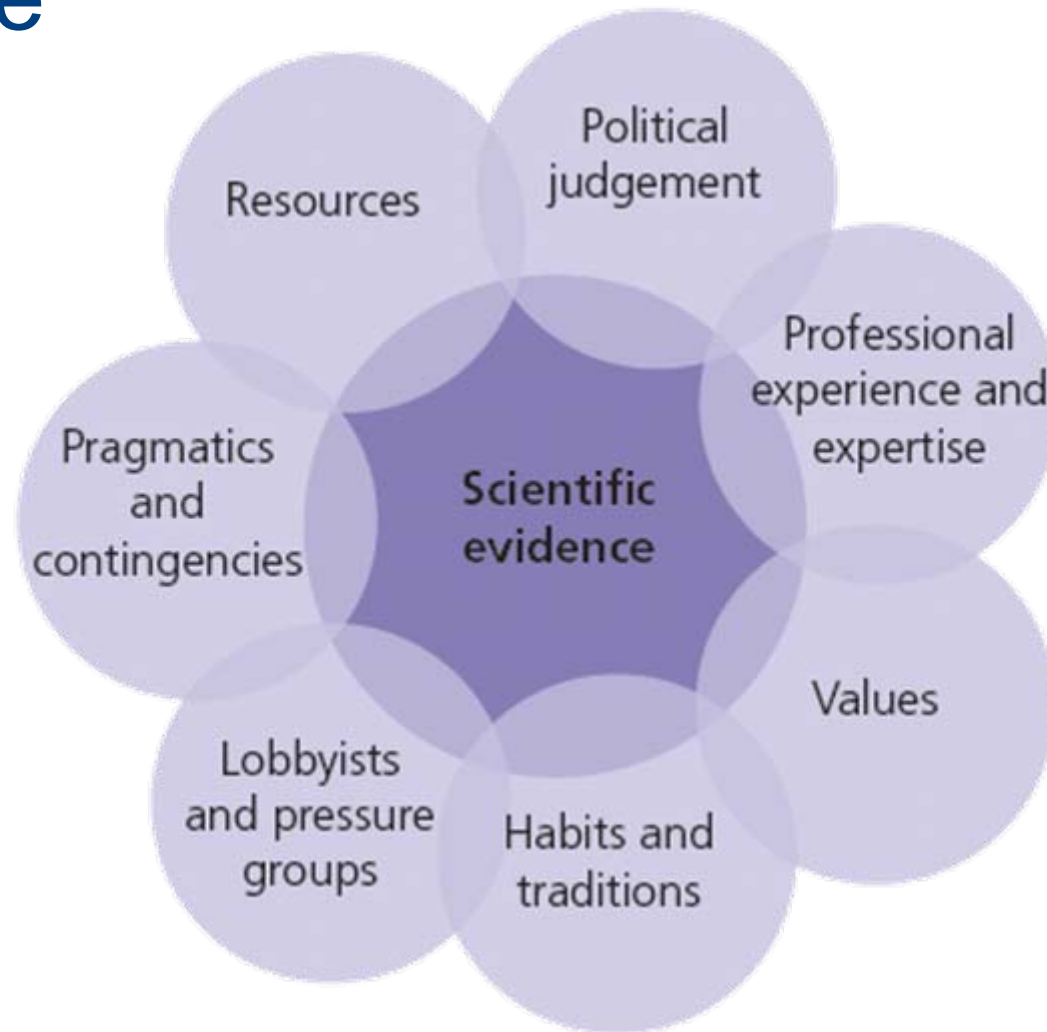 e
Political
judgement
Resources
Professional
experience and
expertise
Pragmatics
and
contingencies
Scientific
evidence
Values
Lobbyists
and pressure
groups
Habits and
traditions